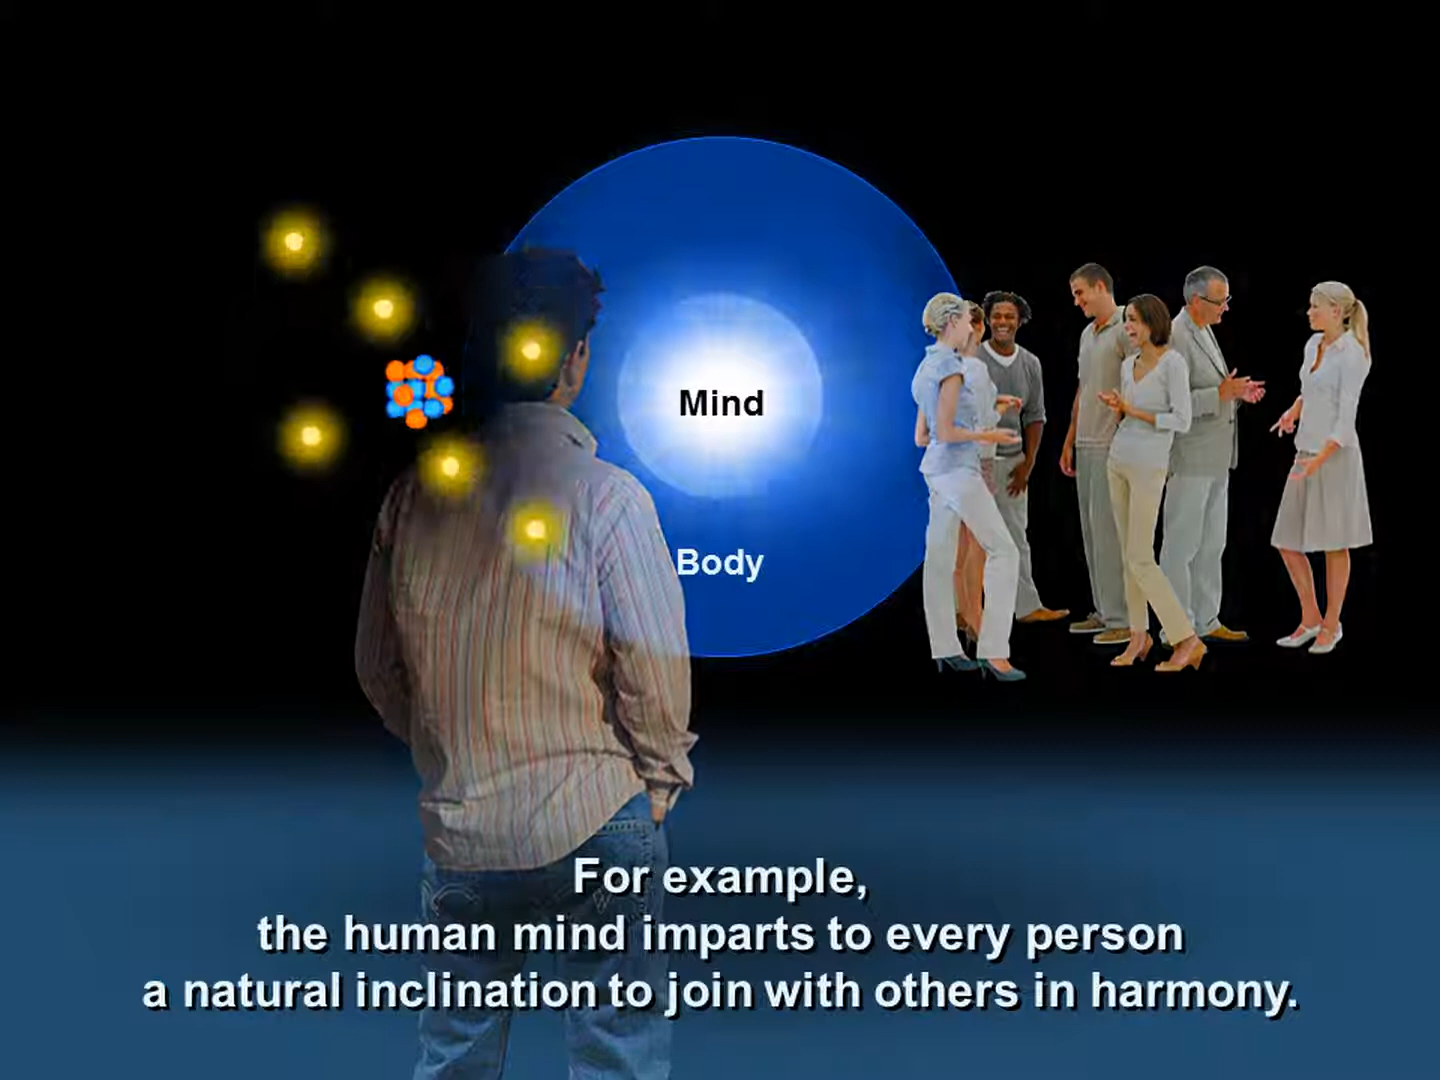 Mind
Body
For example,
the human mind imparts to every person
a natural inclination to join with others in harmony.